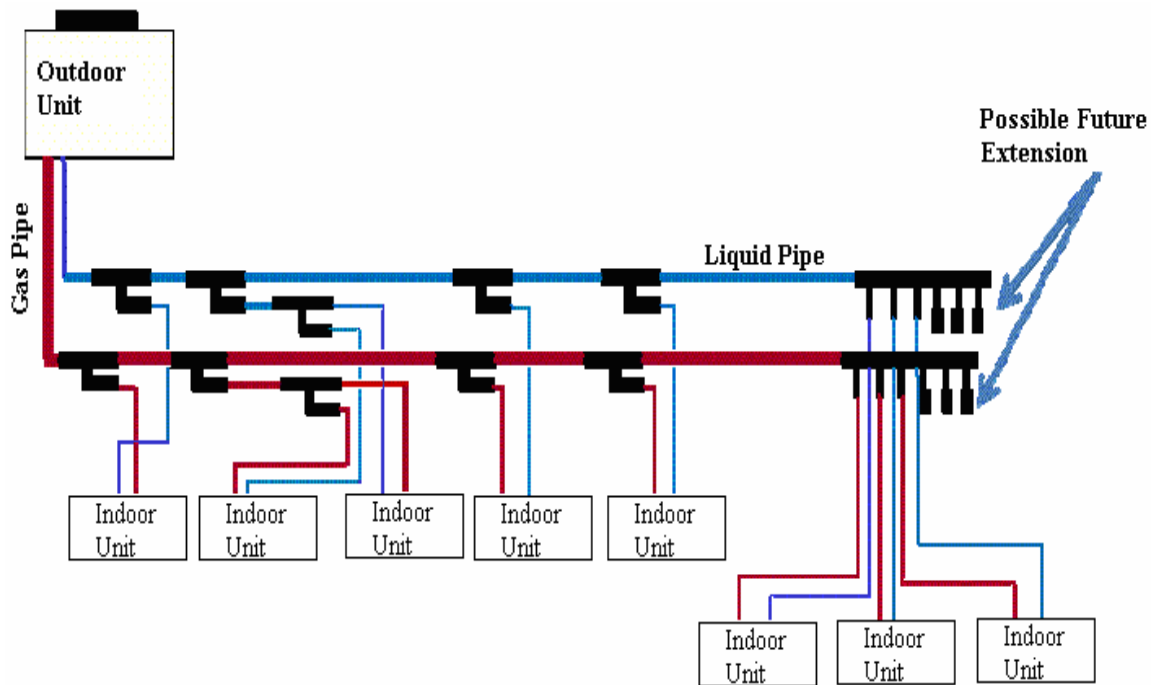 Outdoor
Unit
Possible Future
Extension
Gas Pipe
Liquid Pipe
Indoor
Unit
Indoor
Unit
Indoor
Unit
Indoor
Unit
Indoor
Unit
Indoor
Unit
Indoor
Unit
Indoor
Unit